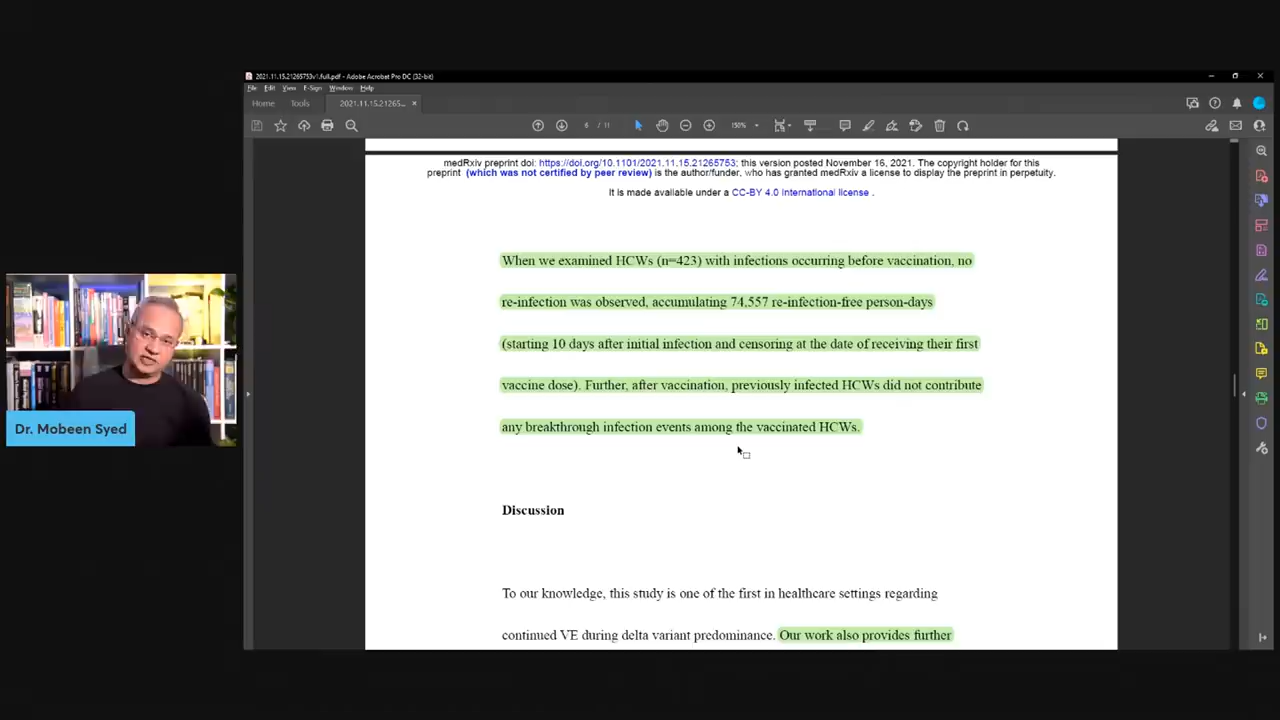 2021.11.15.21265753v1.full.pdf - Adobe Acrobat Pro DC (32-bit)
File Edit View E-Sign Window Help
Home Tools 2021.11.15.21265... ×
6 / 11 150%
medRxiv preprint doi: https://doi.org/10.1101/2021.11.15.21265753; this version posted November 16, 2021. The copyright holder for this
preprint (which was not certified by peer review) is the author/funder, who has granted medRxiv a license to display the preprint in perpetuity.
It is made available under a CC-BY 4.0 International license .
When we examined HCWs (n=423) with infections occurring before vaccination, no
re-infection was observed, accumulating 74,557 re-infection-free person-days
(starting 10 days after initial infection and censoring at the date of receiving their first
vaccine dose). Further, after vaccination, previously infected HCWs did not contribute
any breakthrough infection events among the vaccinated HCWs.
Dr. Mobeen Syed
Discussion
To our knowledge, this study is one of the first in healthcare settings regarding
continued VE during delta variant predominance. Our work also provides further